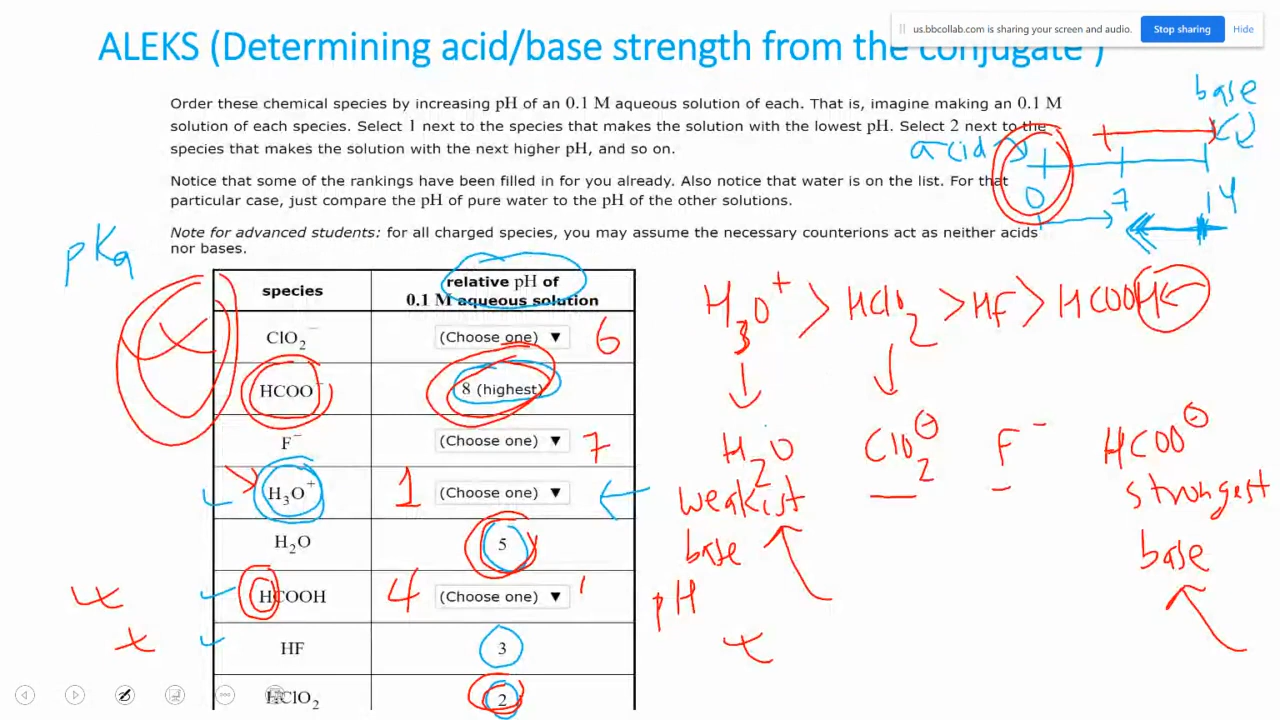 ALEKS (Determining acid/base strength from the conjugate )
us.bbcollab.com is sharing your screen and audio. Stop sharing Hide
Order these chemical species by increasing pH of an 0.1 M aqueous solution of each. That is, imagine making an 0.1 M
solution of each species. Select 1 next to the species that makes the solution with the lowest pH. Select 2 next to the
species that makes the solution with the next higher pH, and so on.
Notice that some of the rankings have been filled in for you already. Also notice that water is on the list. For that
particular case, just compare the pH of pure water to the pH of the other solutions.
Note for advanced students: for all charged species, you may assume the necessary counterions act as neither acids
nor bases.
base
acid
0 7 14
pKa
species relative pH of
0.1 M aqueous solution
ClO2− (Choose one) ▼ 6
HCOO− 8 (highest)
F− (Choose one) ▼ 7
H3O+ 1 (Choose one) ▼
H2O 5
HCOOH 4 (Choose one) ▼
HF 3
HClO2 2
H3O+ > HClO2 > HF > HCOOH
H2O ClO2⊖ F− HCOO⊖
weakist strongest
base base
pH